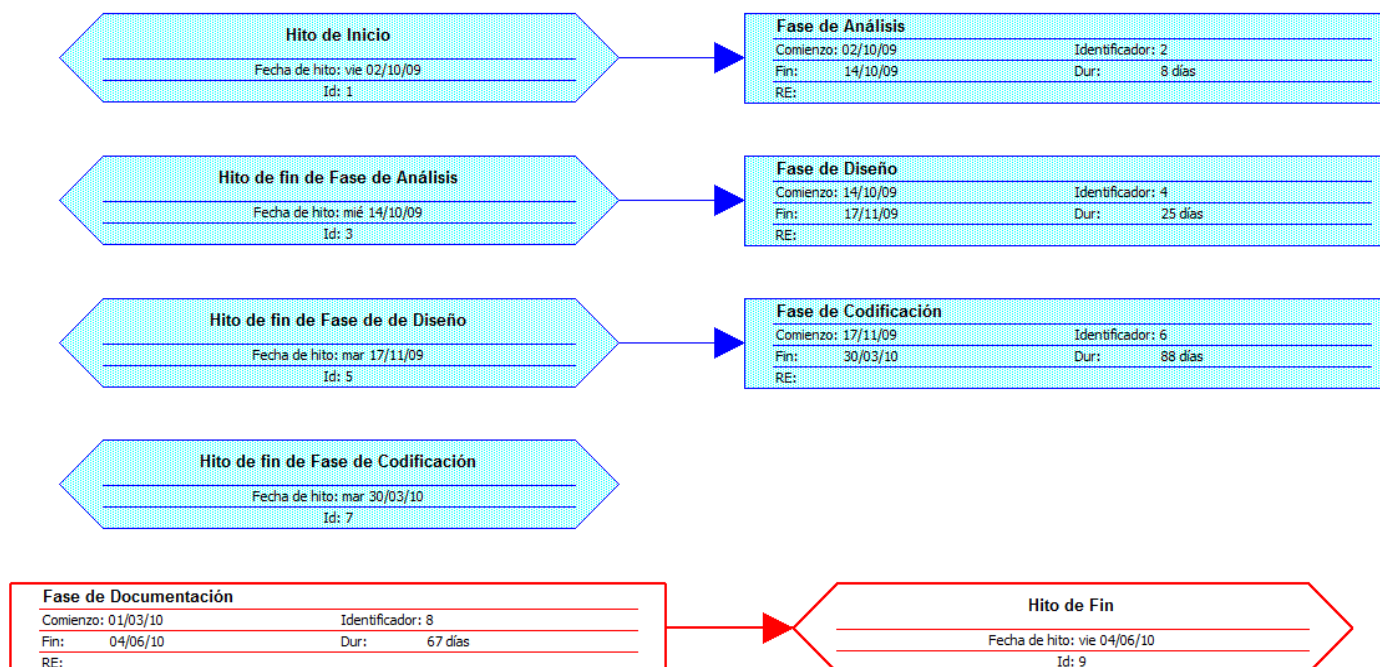 Hito de Inicio
Fecha de hito: vie 02/10/09
Id: 1
Fase de Análisis
Comienzo: 02/10/09 Identificador: 2
Fin: 14/10/09 Dur: 8 días
RE:
Hito de fin de Fase de Análisis
Fecha de hito: mié 14/10/09
Id: 3
Fase de Diseño
Comienzo: 14/10/09 Identificador: 4
Fin: 17/11/09 Dur: 25 días
RE:
Hito de fin de Fase de de Diseño
Fecha de hito: mar 17/11/09
Id: 5
Fase de Codificación
Comienzo: 17/11/09 Identificador: 6
Fin: 30/03/10 Dur: 88 días
RE:
Hito de fin de Fase de Codificación
Fecha de hito: mar 30/03/10
Id: 7
Fase de Documentación
Comienzo: 01/03/10 Identificador: 8
Fin: 04/06/10 Dur: 67 días
RE:
Hito de Fin
Fecha de hito: vie 04/06/10
Id: 9